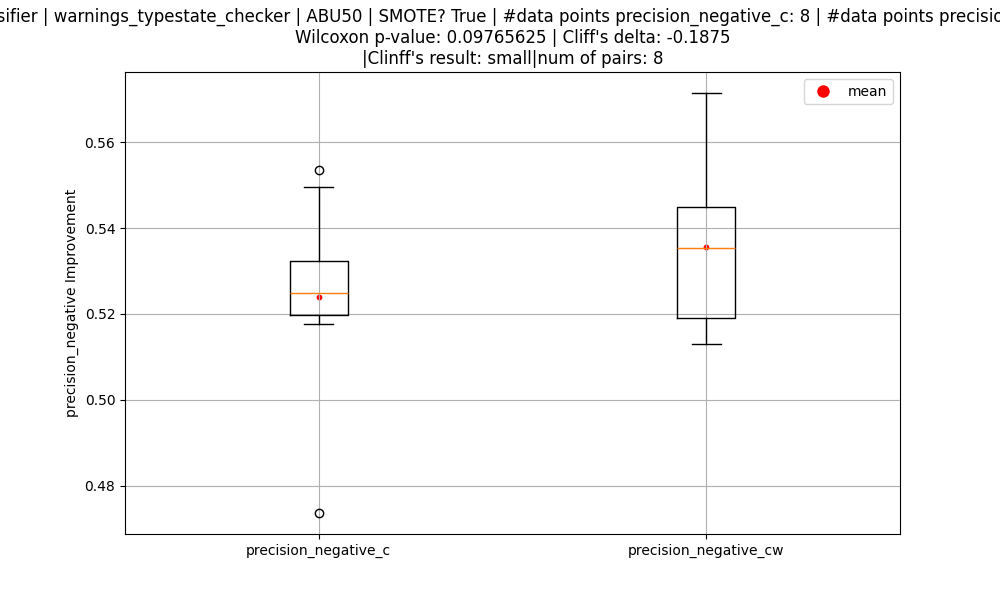 | warnings_typestate_checker | ABU50 | SMOTE? True | #data points precision_negative_c: 8 | #data points
Wilcoxon p-value: 0.09765625 | Cliff's delta: -0.1875
|Clinff's result: small|num of pairs: 8
mean
0.56
0.54
0.52
0.50
0.48
precision_negative Improvement
precision_negative_c
precision_negative_cw